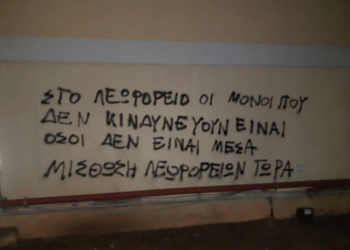 ΣΤΟ ΛΕΩΦΟΡΕΙΟ ΟΙ ΜΟΝΟΙ ΠΟΥ
ΔΕΝ ΚΙΝΔΥΝΕΥΟΥΝ ΕΙΝΑΙ
ΟΣΟΙ ΔΕΝ ΕΙΝΑΙ ΜΕΣΑ
ΜΙΣΘΩΣΗ ΛΕΩΦΟΡΕΙΩΝ ΤΩΡΑ